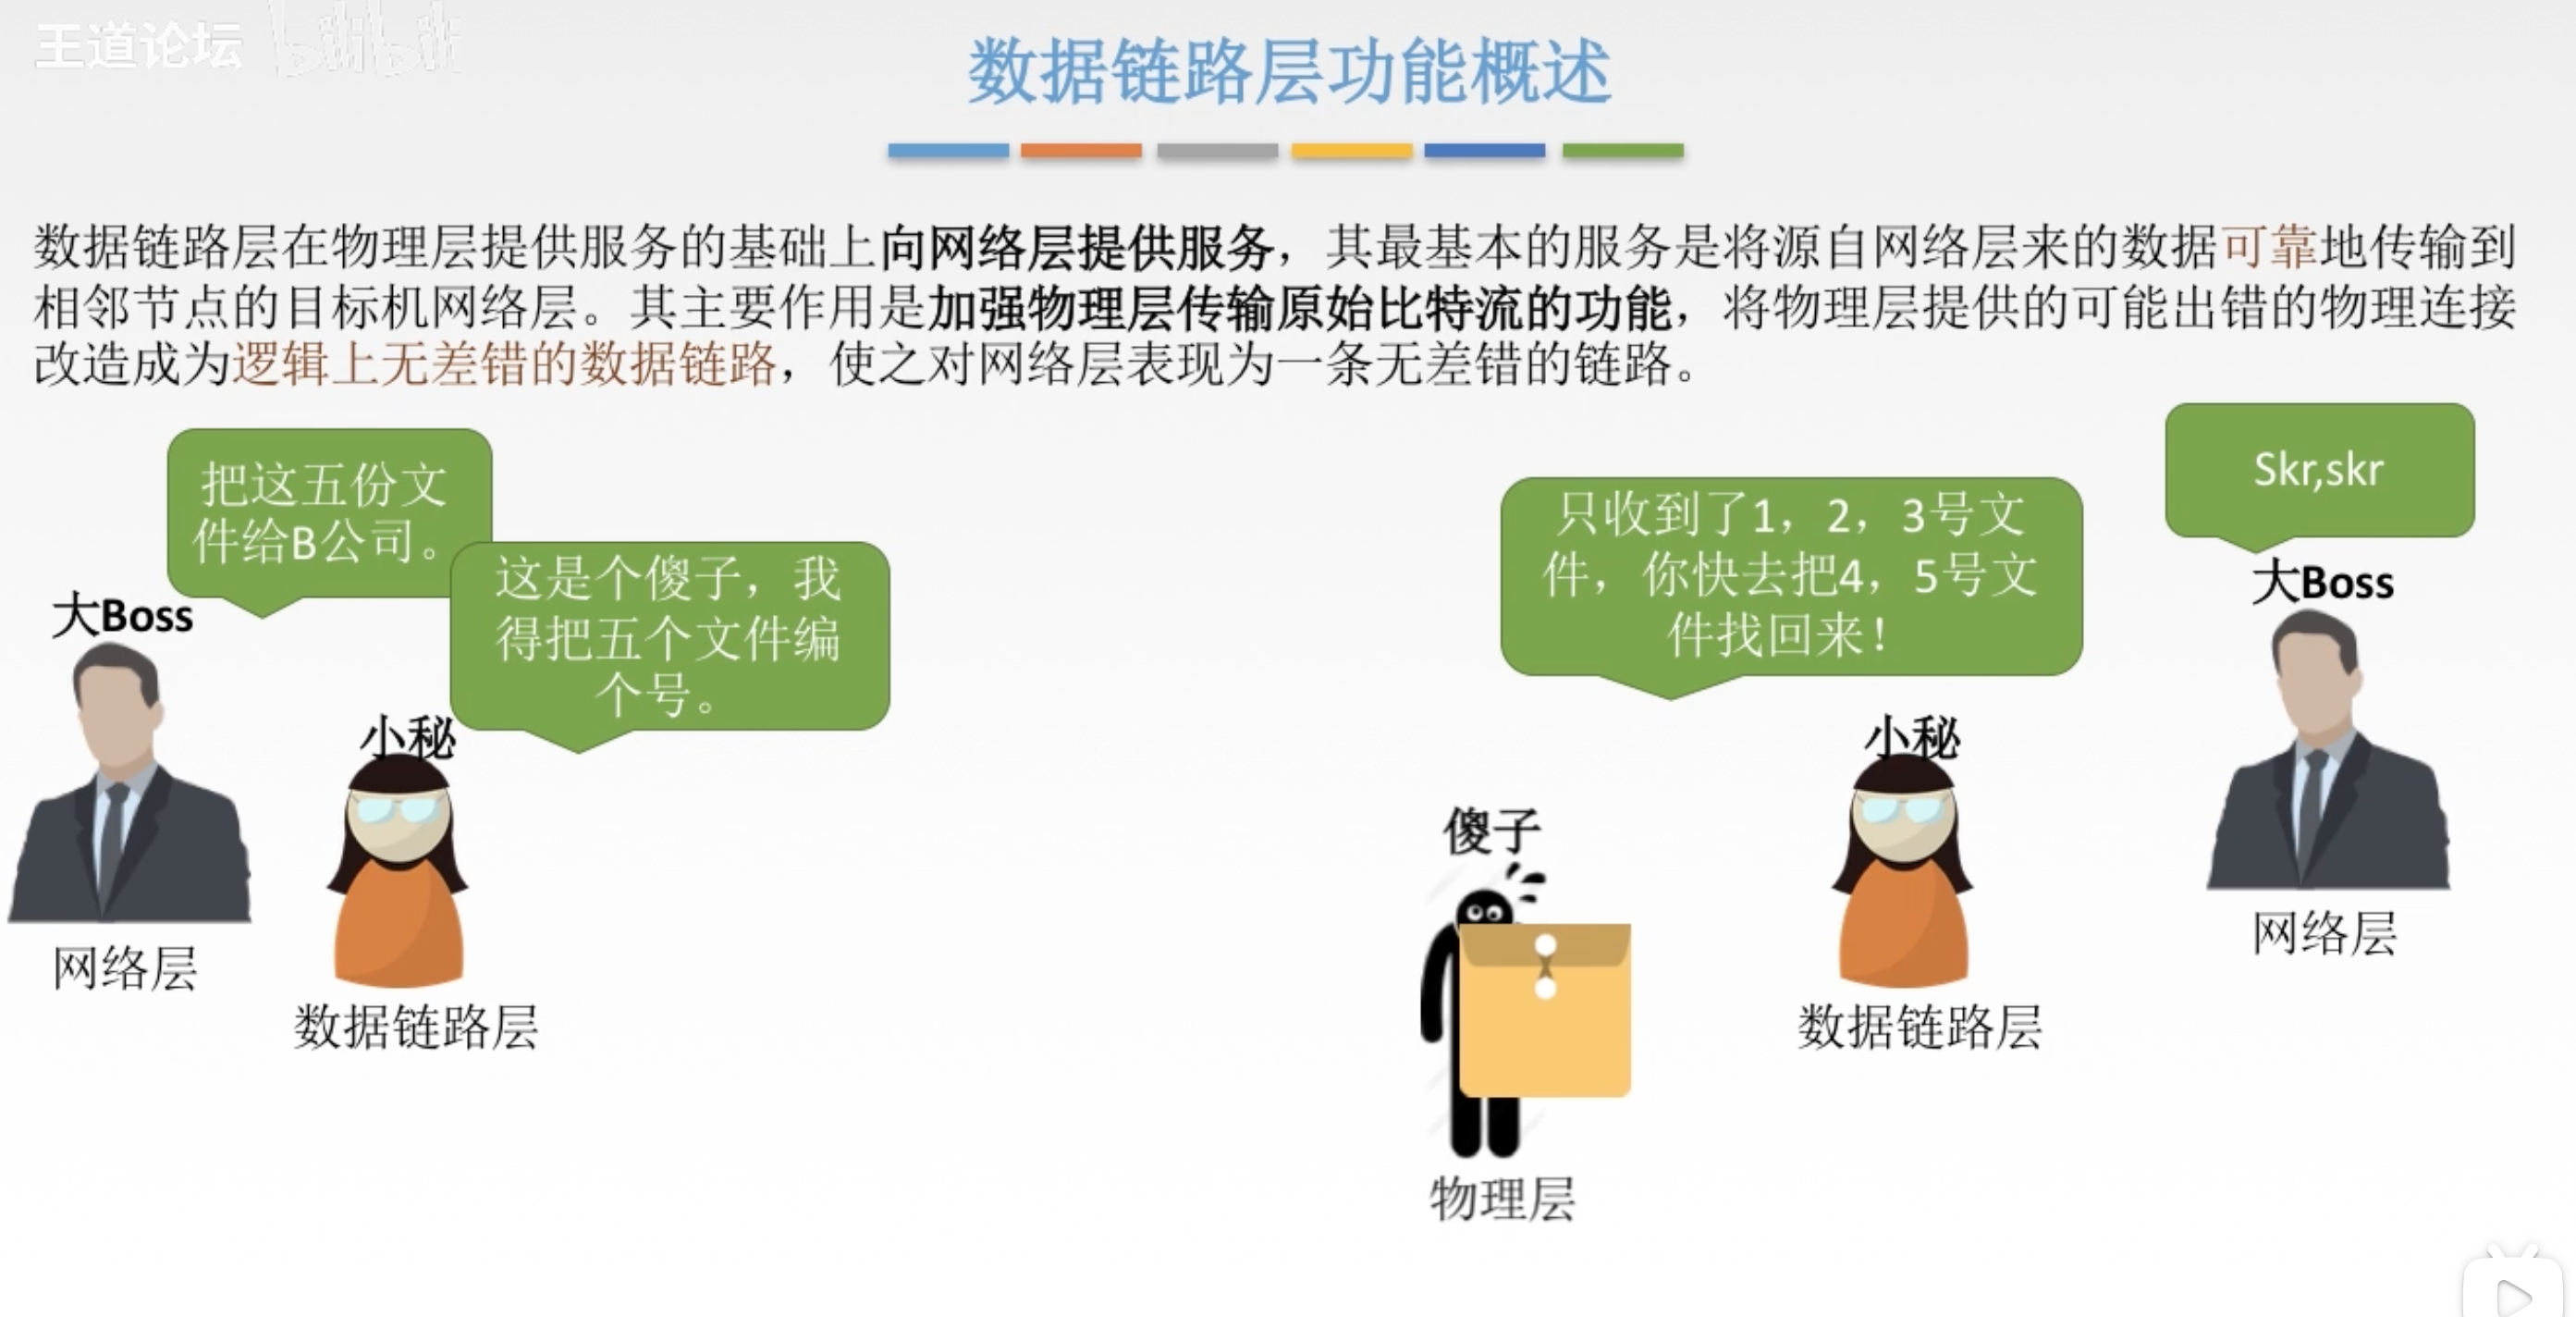 王道论坛 bilibili
数据链路层功能概述
数据链路层在物理层提供服务的基础上向网络层提供服务，其最基本的服务是将源自网络层来的数据可靠地传输到
相邻节点的目标机网络层。其主要作用是加强物理层传输原始比特流的功能，将物理层提供的可能出错的物理连接
改造成为逻辑上无差错的数据链路，使之对网络层表现为一条无差错的链路。
把这五份文
件给B公司。
大Boss
网络层
这是个傻子，我
得把五个文件编
个号。
小秘
数据链路层
傻子
物理层
只收到了1，2，3号文
件，你快去把4，5号文
件找回来！
小秘
数据链路层
Skr,skr
大Boss
网络层